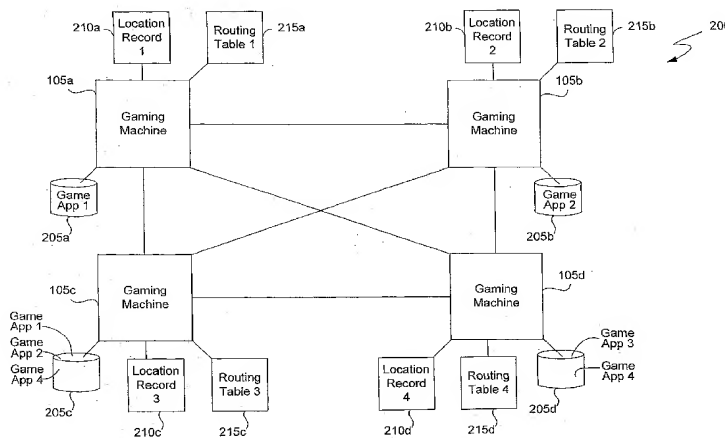 210a
Location
Record
1
Routing
Table 1
215a
210b
Location
Record
2
Routing
Table 2
215b
105a
Gaming
Machine
105b
Gaming
Machine
Game
App 1
205a
Game
App 2
205b
105c
Gaming
Machine
105d
Gaming
Machine
Game
App 1
Game
App 2
Game
App 4
205c
Location
Record
3
210c
Routing
Table 3
215c
Location
Record
4
210d
Routing
Table 4
215d
Game
App 3
Game
App 4
205d